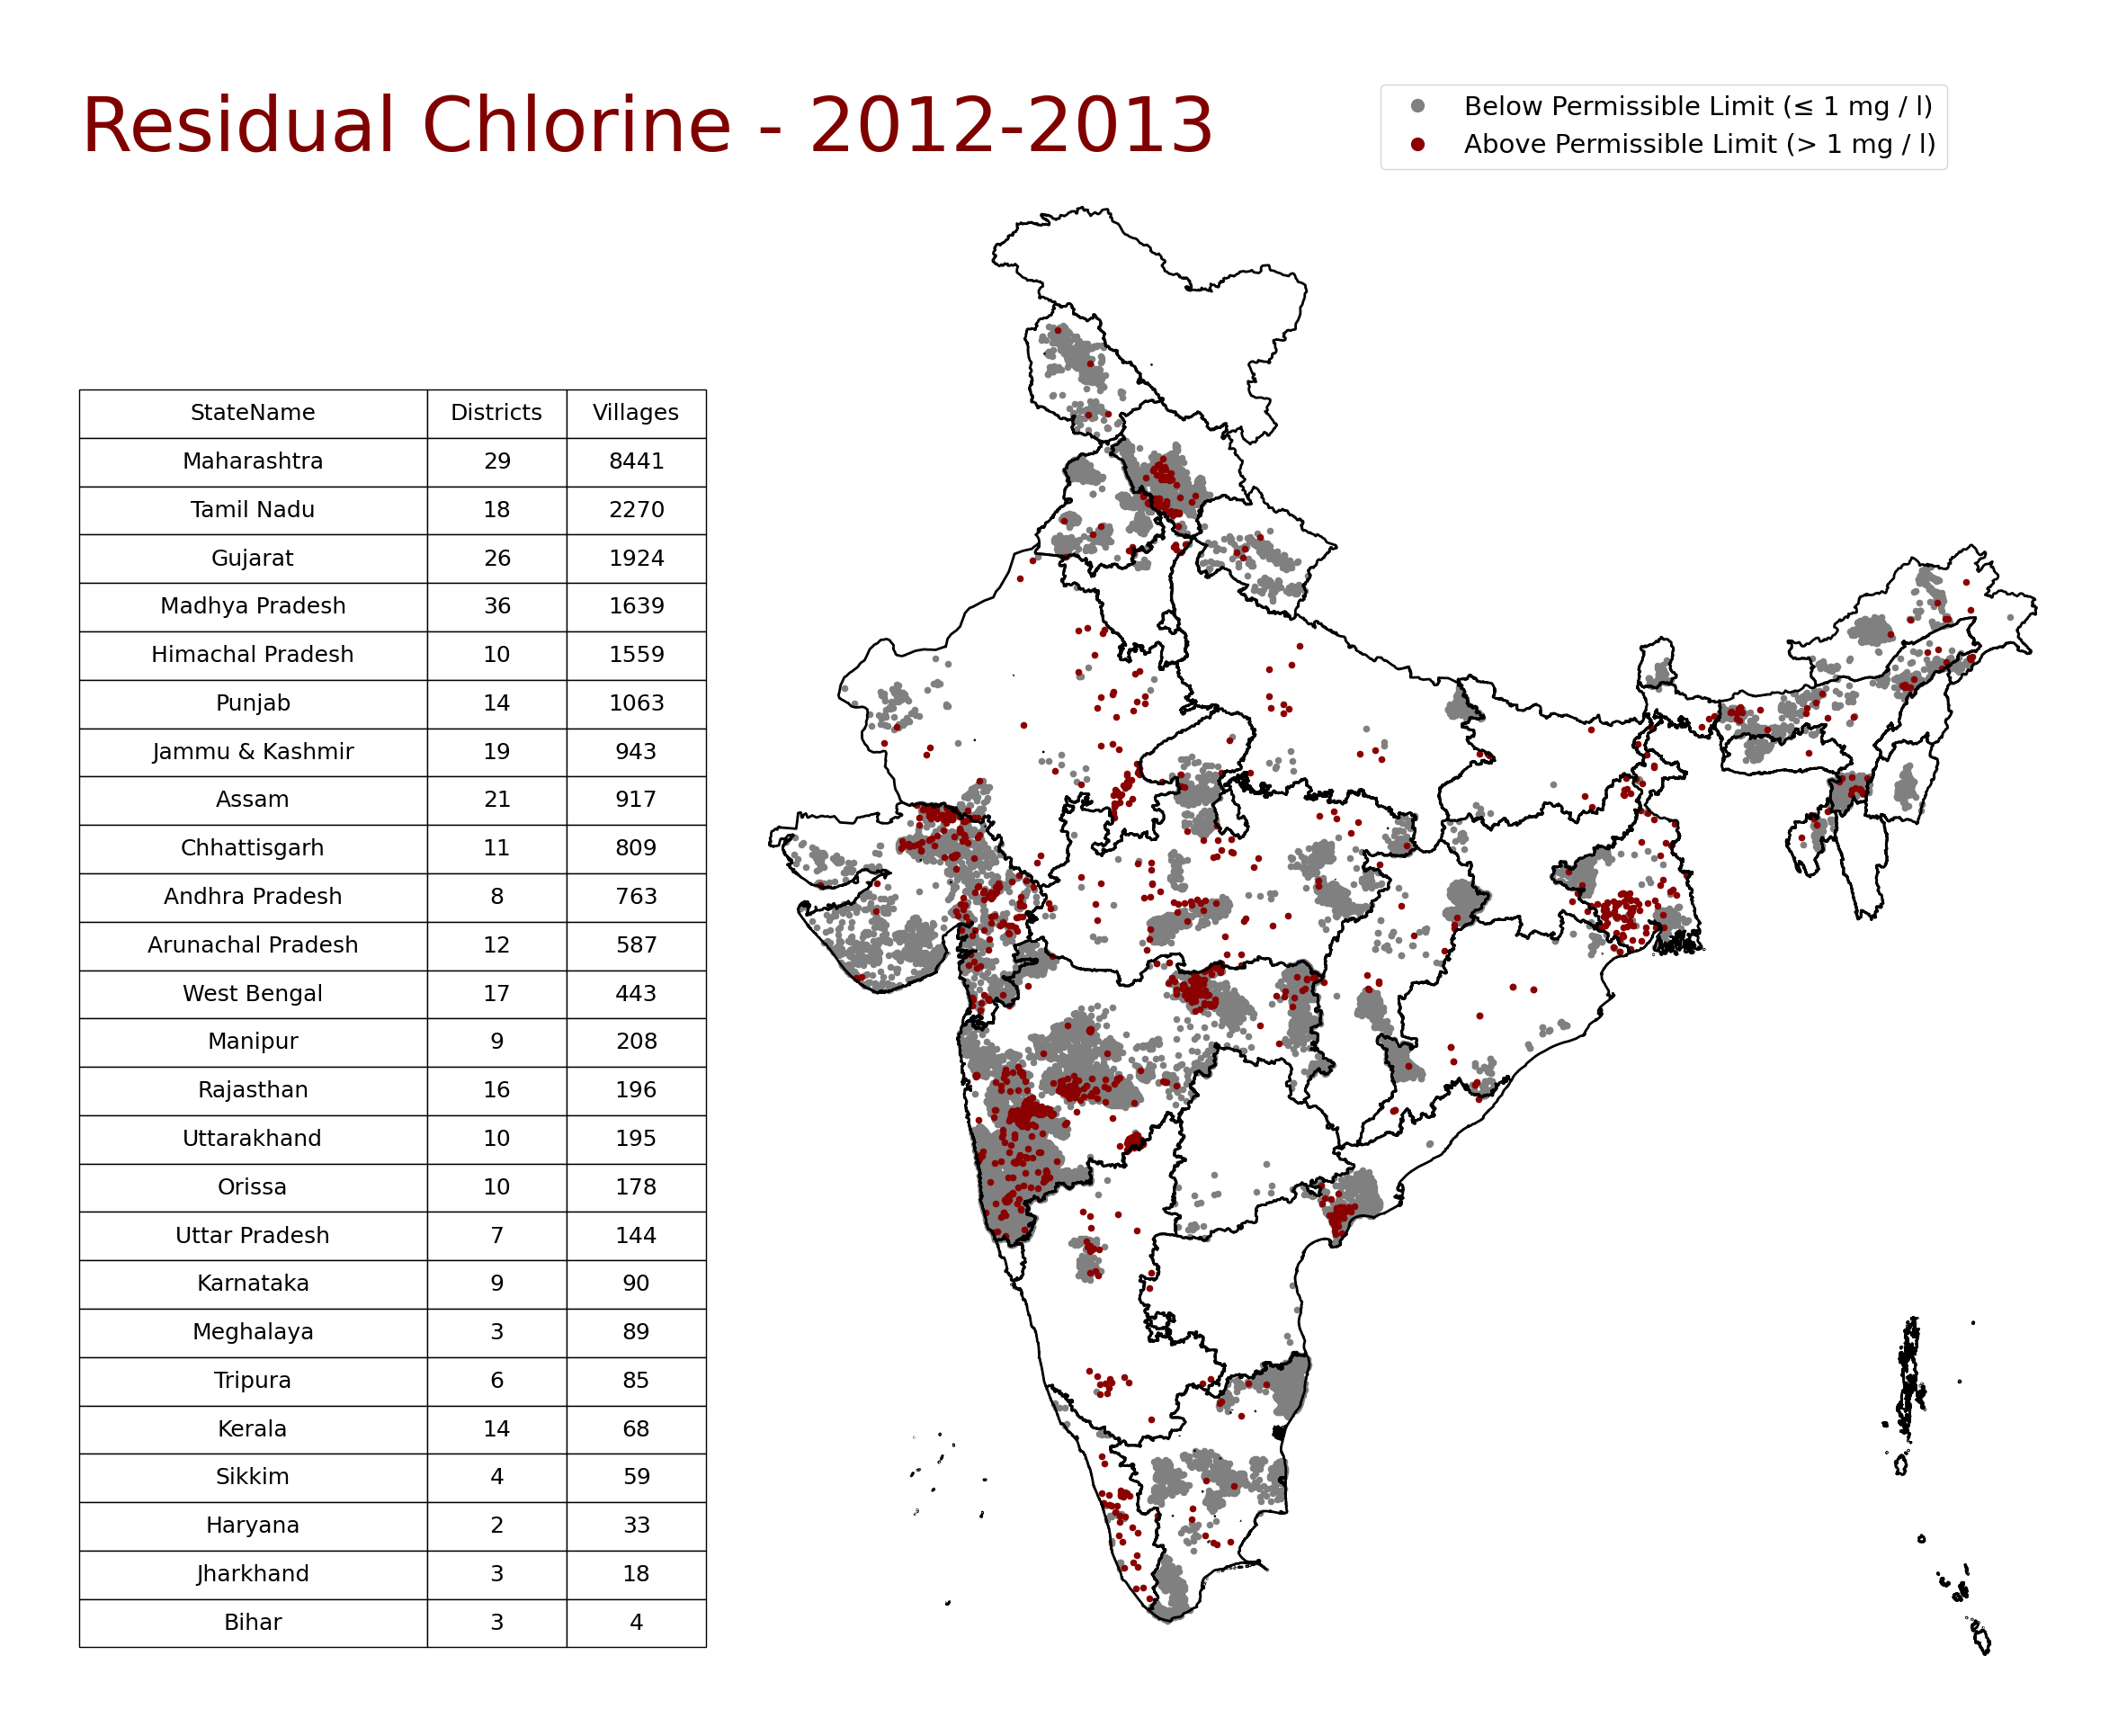 Residual Chlorine - 2012-2013
Below Permissible Limit (≤ 1 mg / l)
Above Permissible Limit (> 1 mg / l)
StateName Districts Villages
Maharashtra 29 8441
Tamil Nadu 18 2270
Gujarat 26 1924
Madhya Pradesh 36 1639
Himachal Pradesh 10 1559
Punjab 14 1063
Jammu & Kashmir 19 943
Assam 21 917
Chhattisgarh 11 809
Andhra Pradesh 8 763
Arunachal Pradesh 12 587
West Bengal 17 443
Manipur 9 208
Rajasthan 16 196
Uttarakhand 10 195
Orissa 10 178
Uttar Pradesh 7 144
Karnataka 9 90
Meghalaya 3 89
Tripura 6 85
Kerala 14 68
Sikkim 4 59
Haryana 2 33
Jharkhand 3 18
Bihar 3 4